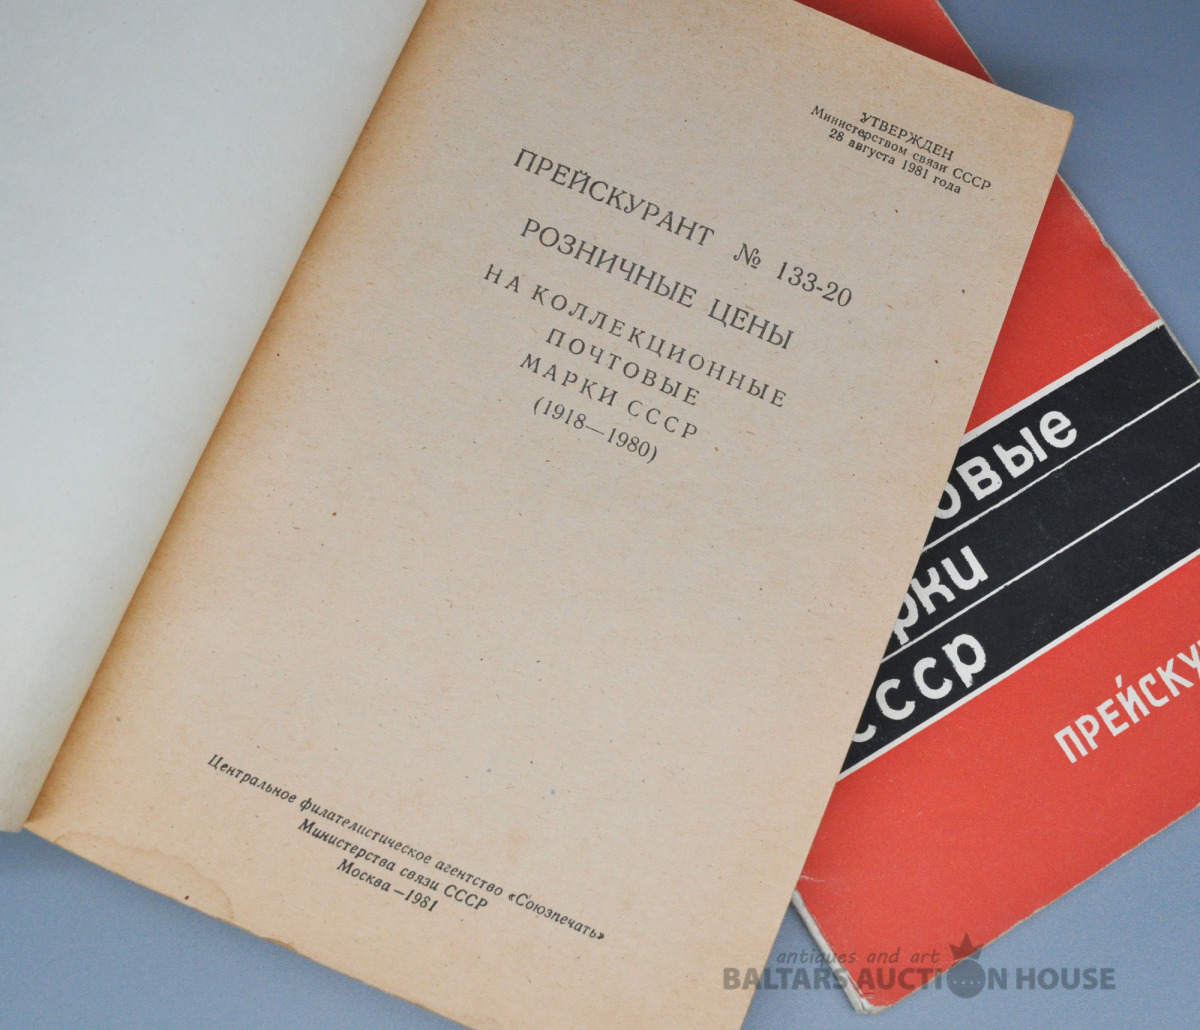 УТВЕРЖДЕН
Министерством связи СССР
28 августа 1981 года
ПРЕЙСКУРАНТ № 133-20
РОЗНИЧНЫЕ ЦЕНЫ
НА КОЛЛЕКЦИОННЫЕ
ПОЧТОВЫЕ
МАРКИ СССР
(1918—1980)
Центральное филателистическое агентство «Союзпечать»
Министерства связи СССР
Москва—1981
овые
рки
ссср
ПРЕЙСКУ
antiques and art
BALTARS AUCTION HOUSE